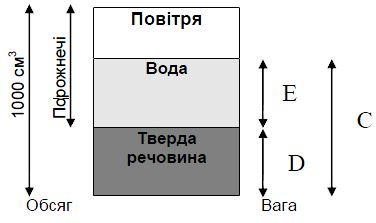 1000 см³
Порожнечі
Повітря
Вода
Тверда
речовина
E
D
C
Обсяг
Вага